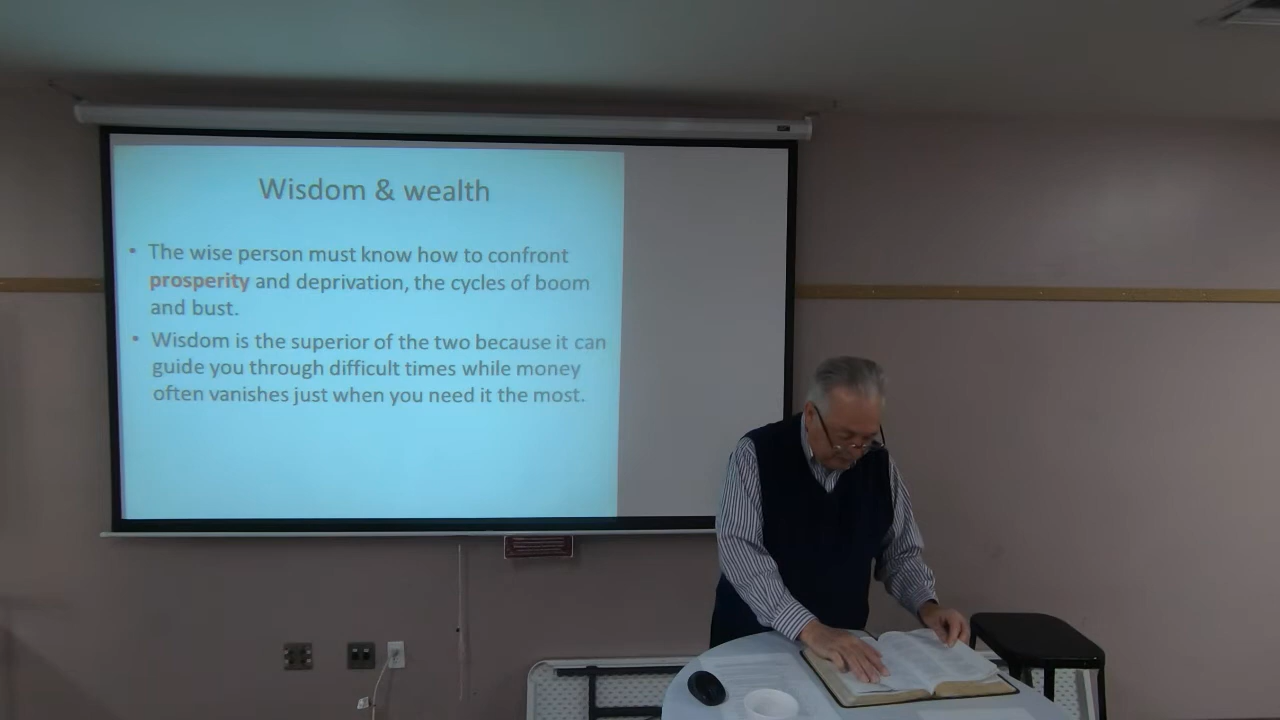 Wisdom & wealth
• The wise person must know how to confront
prosperity and deprivation, the cycles of boom
and bust.
• Wisdom is the superior of the two because it can
guide you through difficult times while money
often vanishes just when you need it the most.